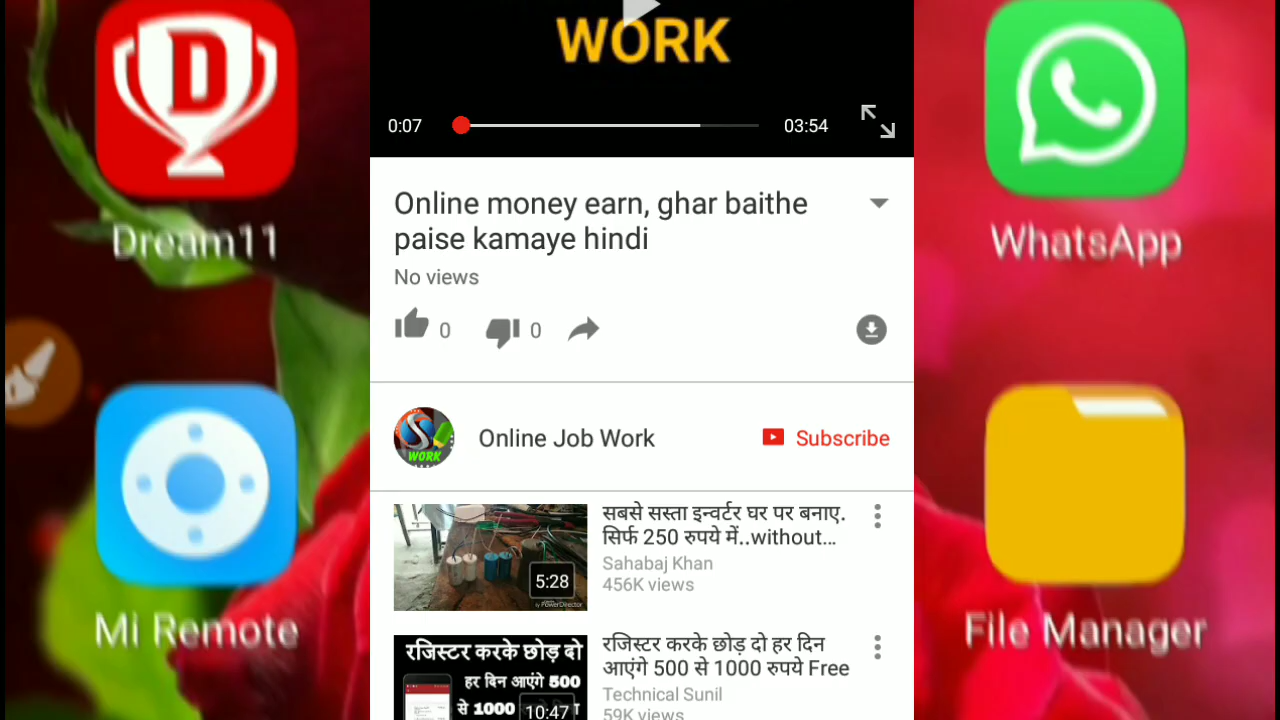 WORK
0:07
03:54
D
Dream11
WhatsApp
Online money earn, ghar baithe
paise kamaye hindi
No views
0
0
WORK
Online Job Work
Subscribe
Mi Remote
File Manager
5:28
by PowerDirector
सबसे सस्ता इन्वर्टर घर पर बनाए.
सिर्फ 250 रुपये में..without...
Sahabaj Khan
456K views
रजिस्टर करके छोड़ दो
हर दिन आएंगे 500
से 1000
10:47
रजिस्टर करके छोड़ दो हर दिन
आएंगे 500 से 1000 रुपये Free
Technical Sunil
59K views